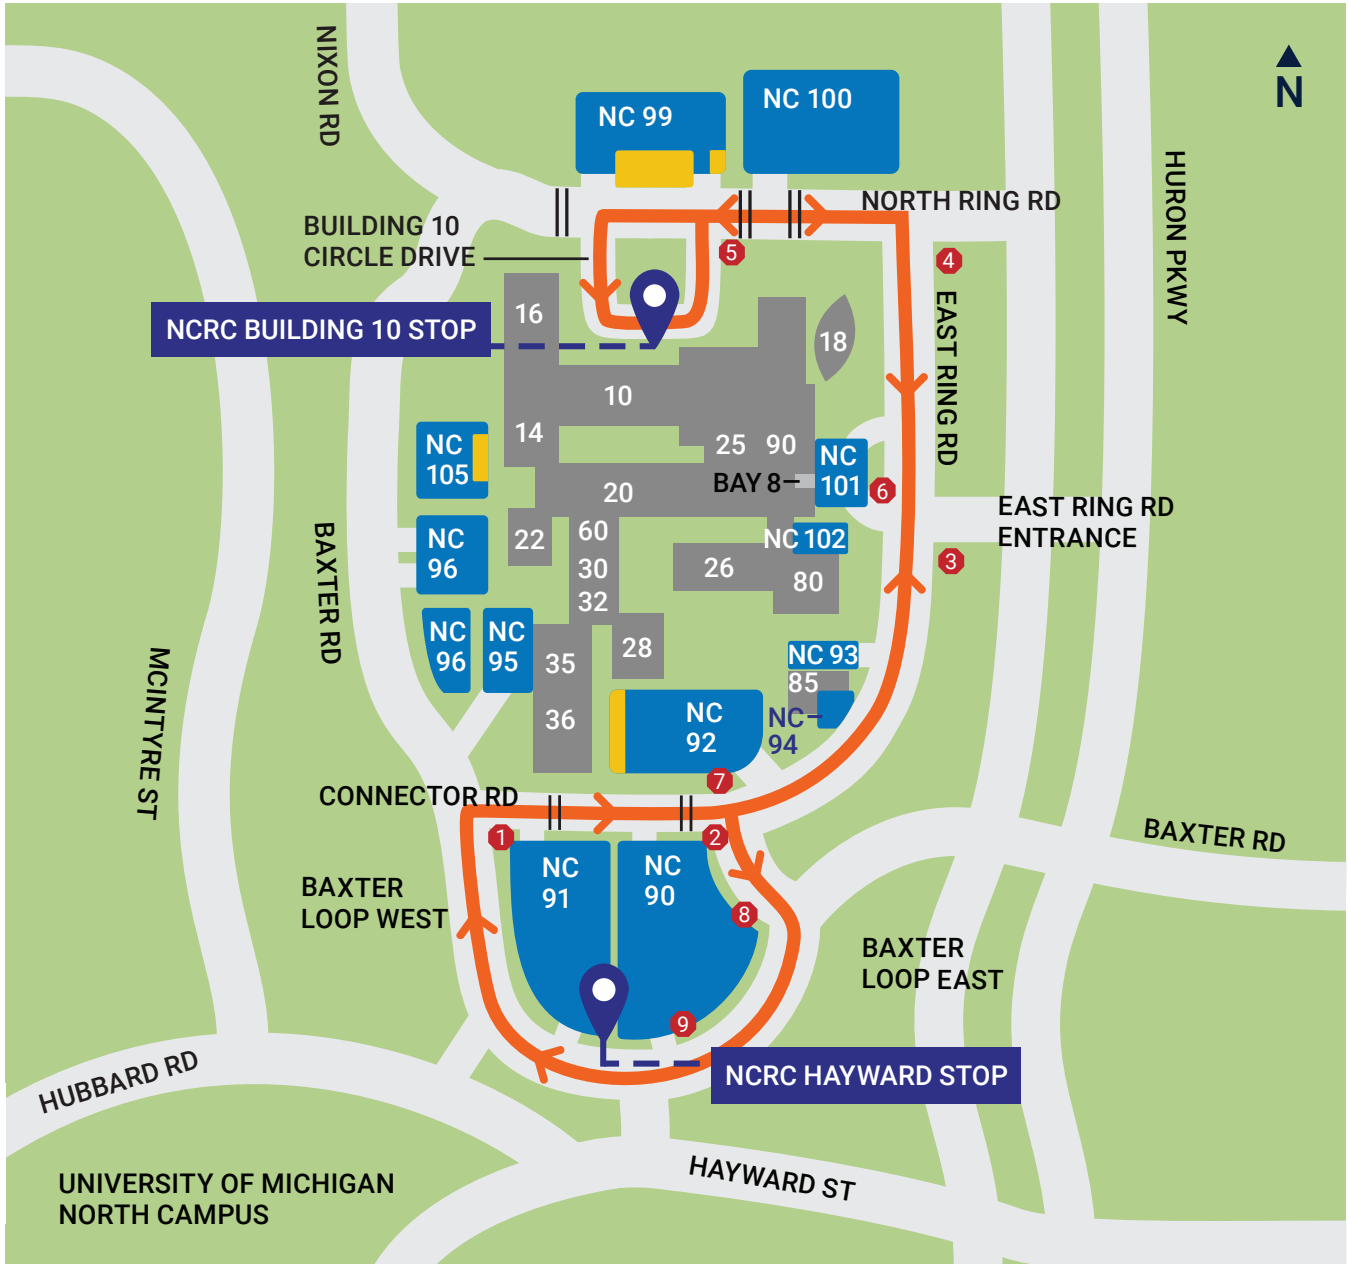 NIXON RD
NC 99
NC 100
N
HURON PKWY
NORTH RING RD
BUILDING 10
CIRCLE DRIVE
5
4
NCRC BUILDING 10 STOP
16
18
EAST RING RD
10
14
25
90
NC
105
NC
101
BAY 8
20
6
EAST RING RD
ENTRANCE
BAXTER RD
NC
96
22
60
NC 102
30
26
80
3
32
NC
96
NC
95
35
28
NC 93
85
MCINTYRE ST
36
NC
92
NC
94
7
CONNECTOR RD
1
2
BAXTER RD
NC
91
NC
90
BAXTER
LOOP WEST
8
BAXTER
LOOP EAST
9
NCRC HAYWARD STOP
HUBBARD RD
HAYWARD ST
UNIVERSITY OF MICHIGAN
NORTH CAMPUS